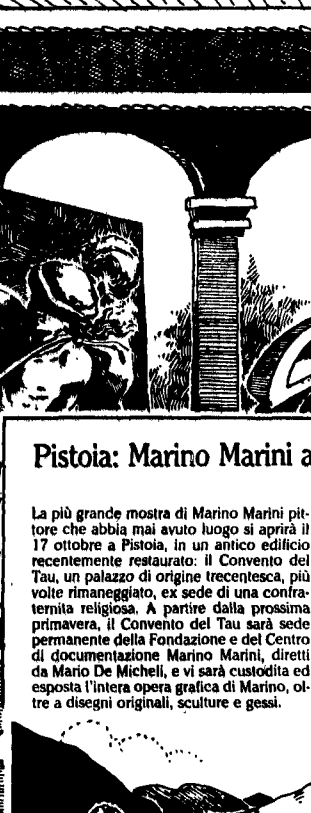 Pistoia: Marino Marini a
La più grande mostra di Marino Marini pit-
tore che abbia mai avuto luogo si aprirà il
17 ottobre a Pistoia, in un antico edificio
recentemente restaurato: il Convento del
Tau, un palazzo di origine trecentesca, più
volte rimaneggiato, ex sede di una confra-
ternita religiosa. A partire dalla prossima
primavera, il Convento del Tau sarà sede
permanente della Fondazione e del Centro
di documentazione Marino Marini, diretti
da Mario De Micheli, e vi sarà custodita ed
esposta l'intera opera grafica di Marino, ol-
tre a disegni originali, sculture e gessi.